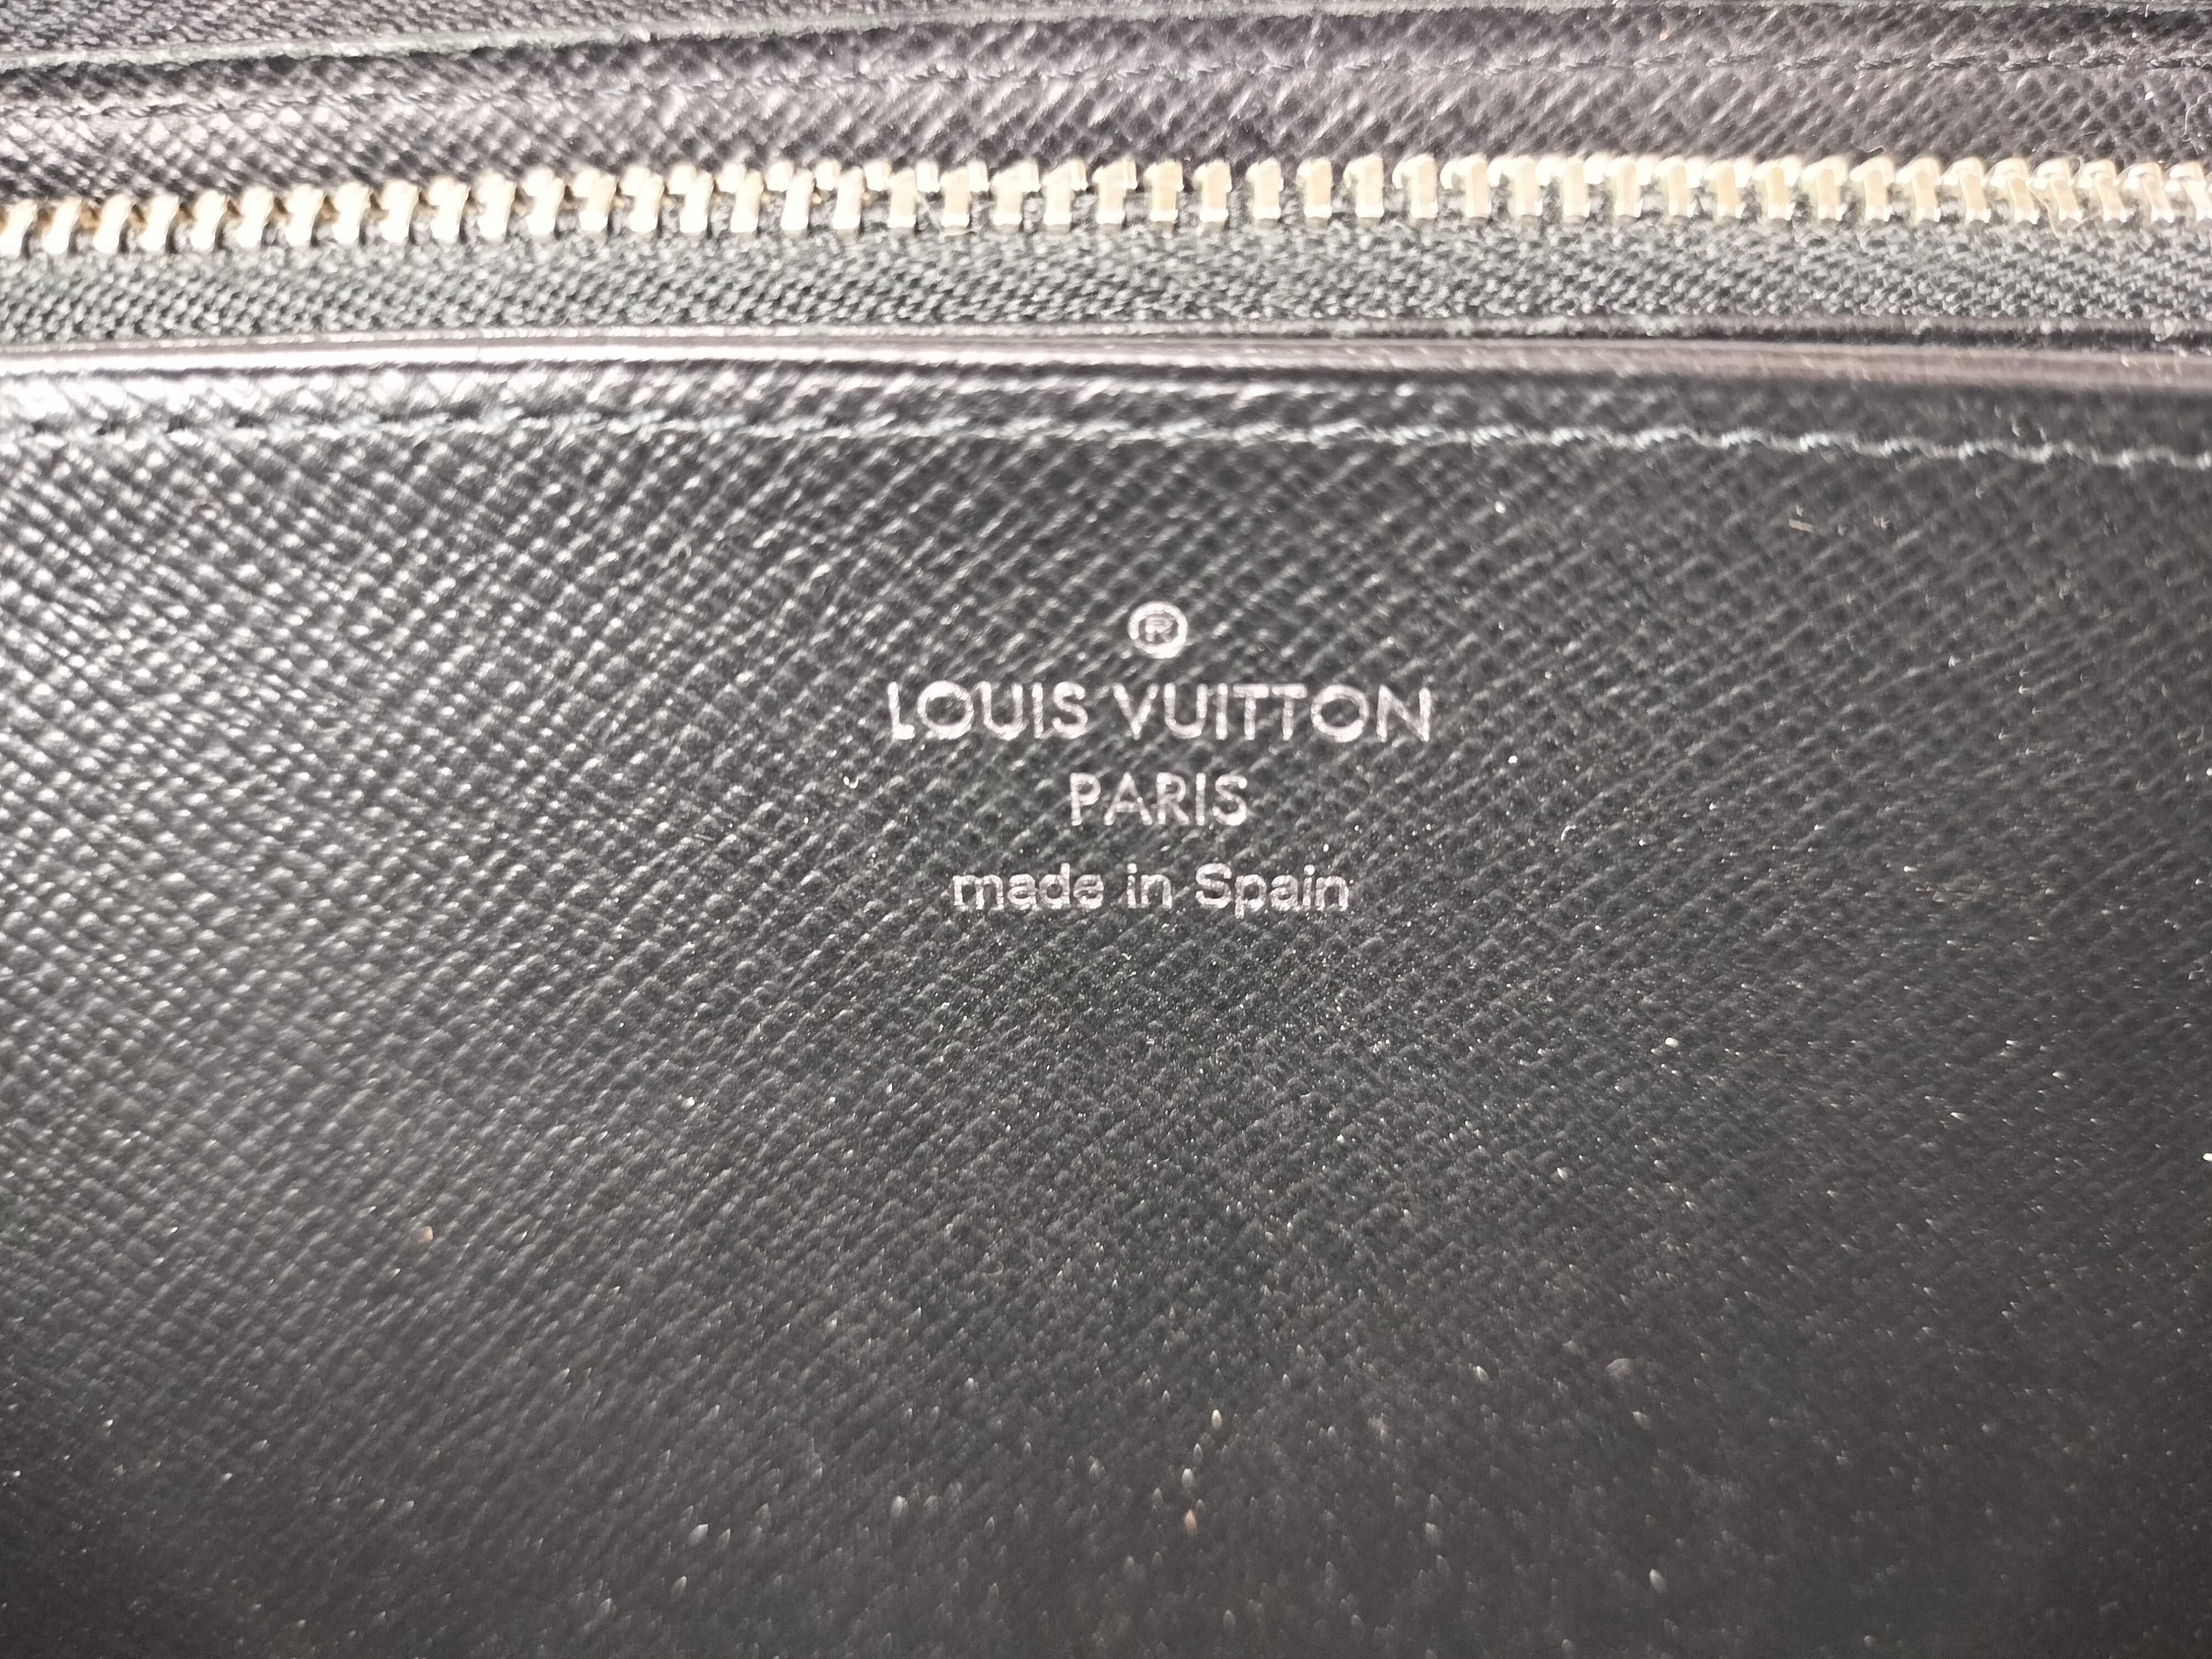 ®
LOUIS VUITTON
PARIS
made in Spain